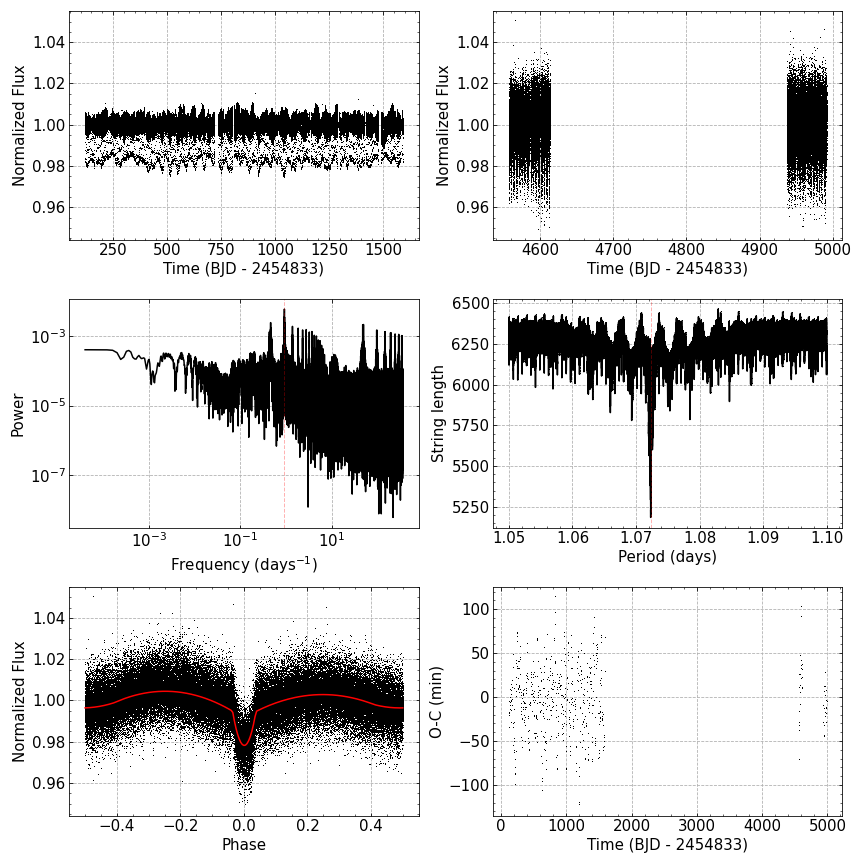 1.04
1.02
1.00
0.98
0.96
Normalized Flux
250 500 750 1000 1250 1500
Time (BJD - 2454833)
1.04
1.02
1.00
0.98
0.96
Normalized Flux
4600 4700 4800 4900 5000
Time (BJD - 2454833)
10⁻³
10⁻⁵
10⁻⁷
Power
10⁻³ 10⁻¹ 10¹
Frequency (days⁻¹)
6500
6250
6000
5750
5500
5250
String length
1.05 1.06 1.07 1.08 1.09 1.10
Period (days)
1.04
1.02
1.00
0.98
0.96
Normalized Flux
−0.4 −0.2 0.0 0.2 0.4
Phase
100
50
0
−50
−100
O-C (min)
0 1000 2000 3000 4000 5000
Time (BJD - 2454833)